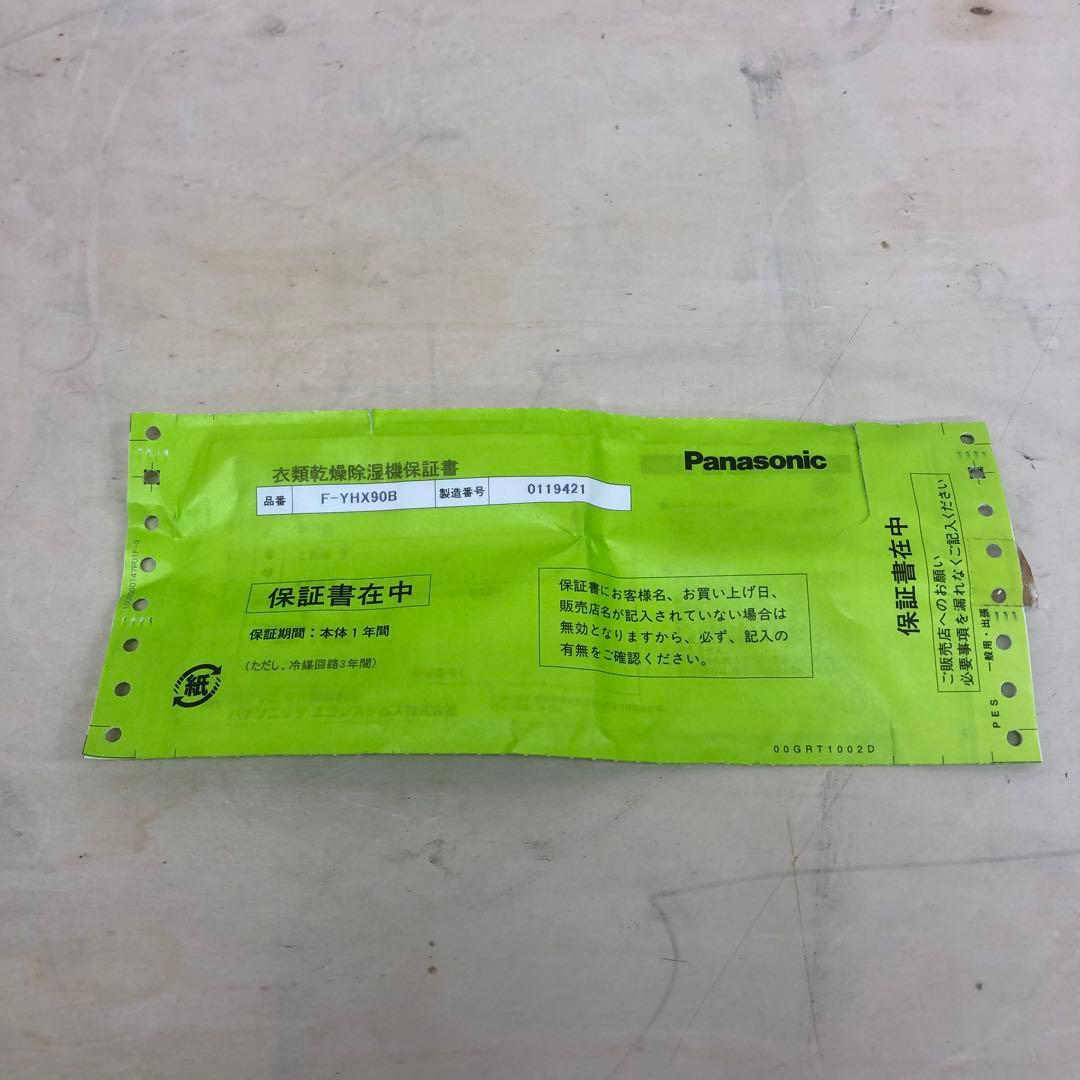 衣類乾燥除湿機保証書
Panasonic
品番 F-YHX90B 製造番号 0119421
保証書在中
保証期間：本体1年間
（ただし、冷媒回路3年間）
紙
保証書にお客様名、お買い上げ日、
販売店名が記入されていない場合は
無効となりますから、必ず、記入の
有無をご確認ください。
00GRT1002D
保証書在中
ご販売店へのお願い
必要事項を漏れなくご記入ください
一般用・出張
PES